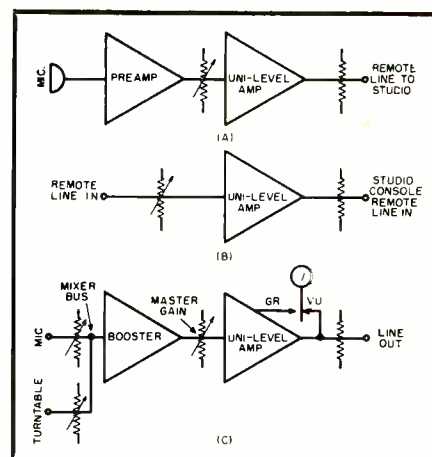 MIC.
PREAMP
UNI-LEVEL
AMP
REMOTE
LINE TO
STUDIO
(A)
REMOTE
LINE IN
UNI-LEVEL
AMP
STUDIO
CONSOLE
REMOTE
LINE IN
(B)
MIXER
BUS
MASTER
GAIN
GR
VU
MIC
BOOSTER
UNI-LEVEL
AMP
LINE
OUT
TURNTABLE
(C)